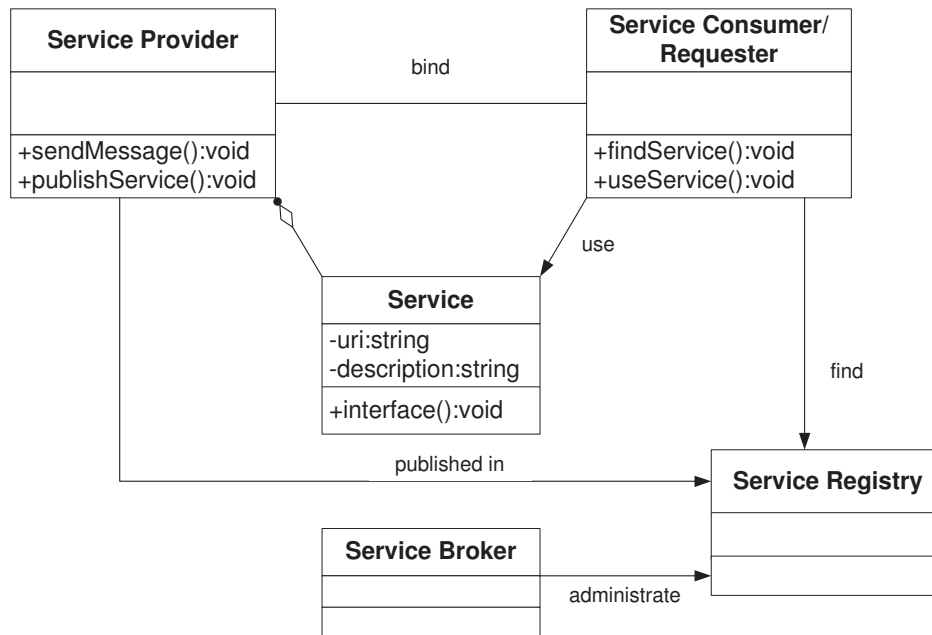 Service Provider
Service Consumer/
Requester
bind
+sendMessage():void
+publishService():void
+findService():void
+useService():void
use
Service
-uri:string
-description:string
+interface():void
find
published in
Service Registry
Service Broker
administrate